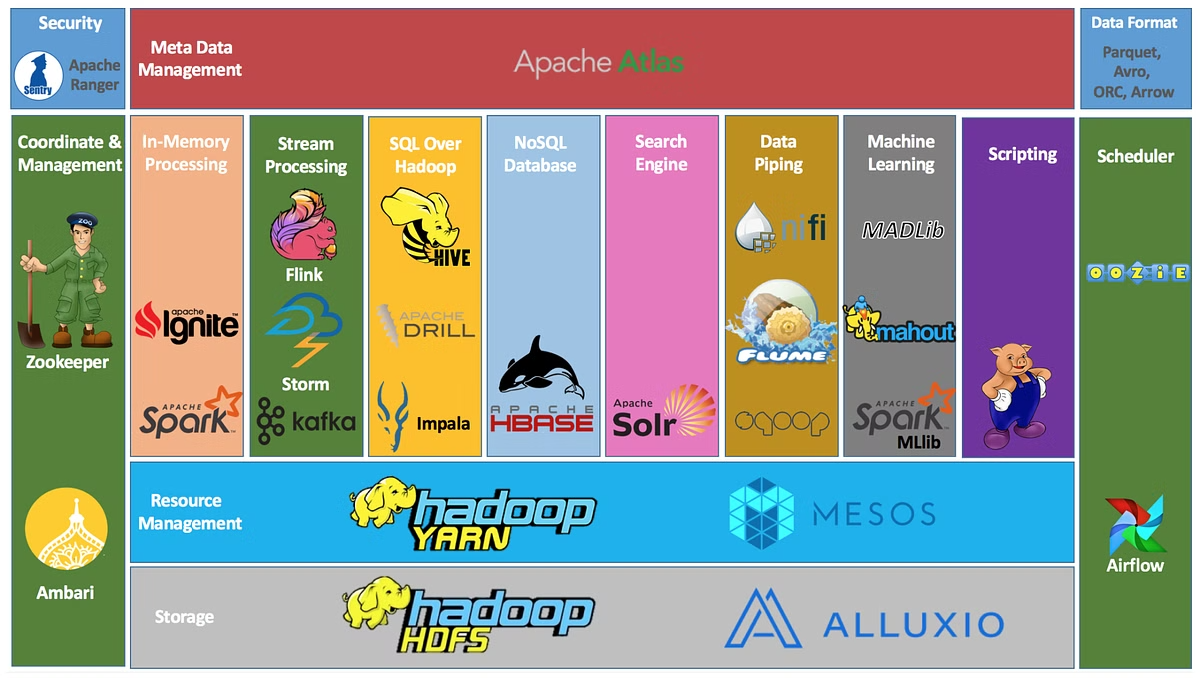 Security
Sentry
Apache
Ranger
Meta Data
Management
Apache Atlas
Data Format
Parquet,
Avro,
ORC, Arrow
Coordinate &
Management
ZOO
Zookeeper
Ambari
In-Memory
Processing
apache
Ignite™
APACHE
Spark™
Stream
Processing
Flink
Storm
kafka
SQL Over
Hadoop
HIVE
APACHE
DRILL
Impala
NoSQL
Database
APACHE
HBASE
Search
Engine
Apache
Solr
Data
Piping
nifi
FLUME
sqoop
Machine
Learning
MADLib
mahout
APACHE
Spark™
MLlib
Scripting
Scheduler
OOZIE
Airflow
Resource
Management
hadoop
YARN
MESOS
Storage
hadoop
HDFS
ALLUXIO